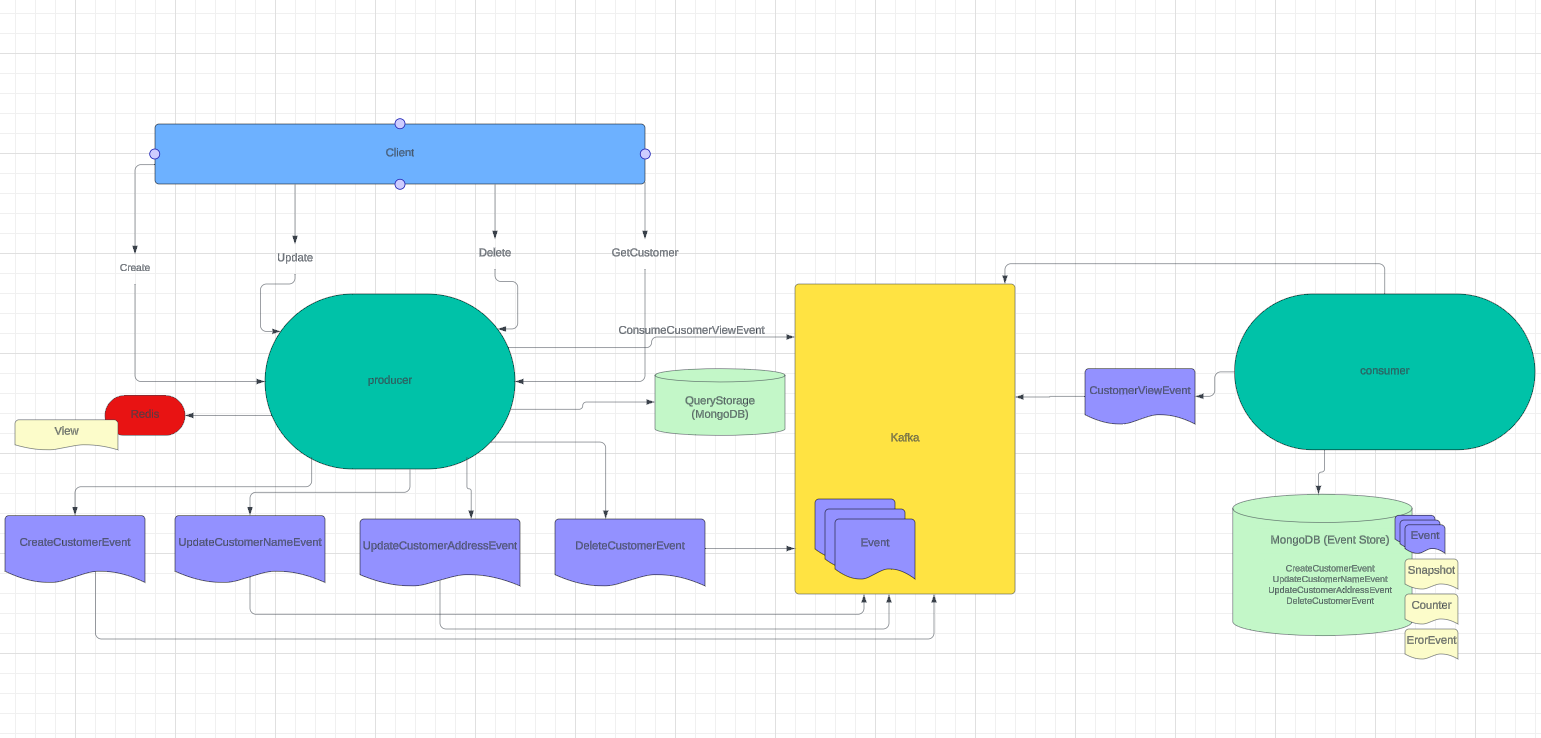 Client
Create
Update
Delete
GetCustomer
ConsumeCusomerViewEvent
producer
consumer
CustomerViewEvent
QueryStorage
(MongoDB)
Redis
View
Kafka
CreateCustomerEvent
UpdateCustomerNameEvent
UpdateCustomerAddressEvent
DeleteCustomerEvent
Event
MongoDB (Event Store)
CreateCustomerEvent
UpdateCustomerNameEvent
UpdateCustomerAddressEvent
DeleteCustomerEvent
Event
Snapshot
Counter
ErorEvent